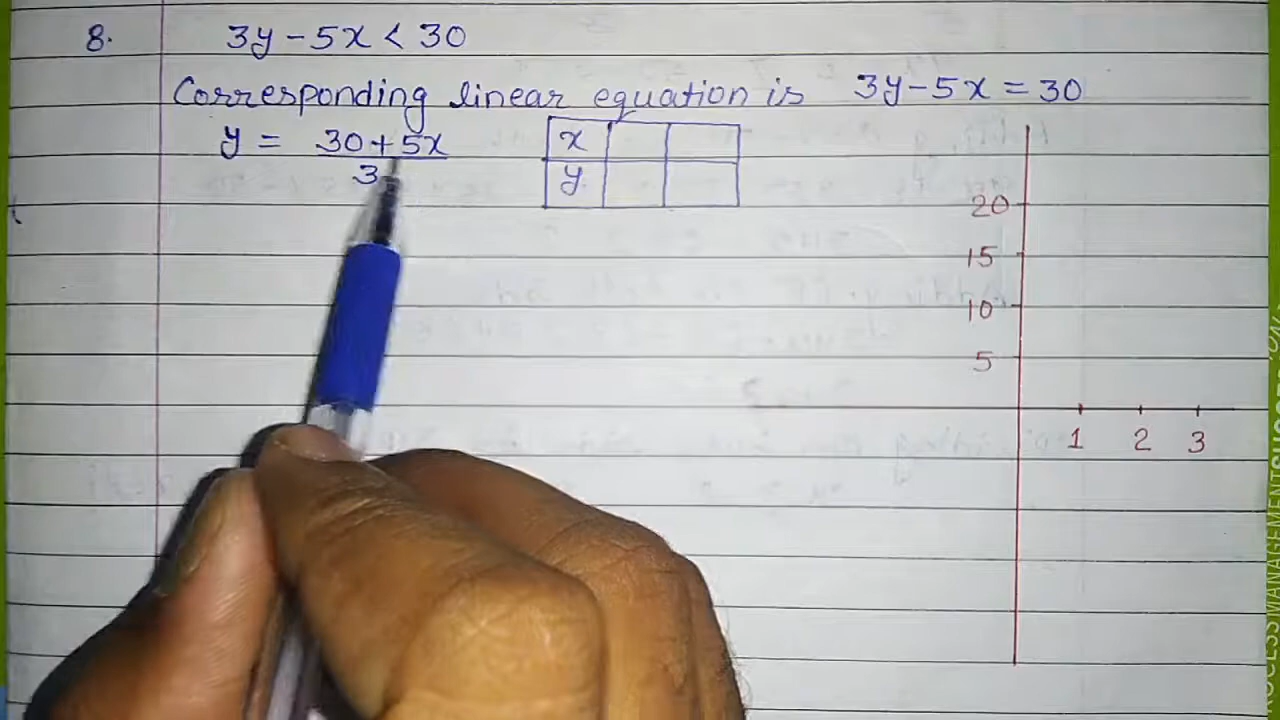 8. 3y-5x < 30
Corresponding linear equation is 3y-5x = 30
y = 30+5x
3
x
y
20
15
10
5
1 2 3